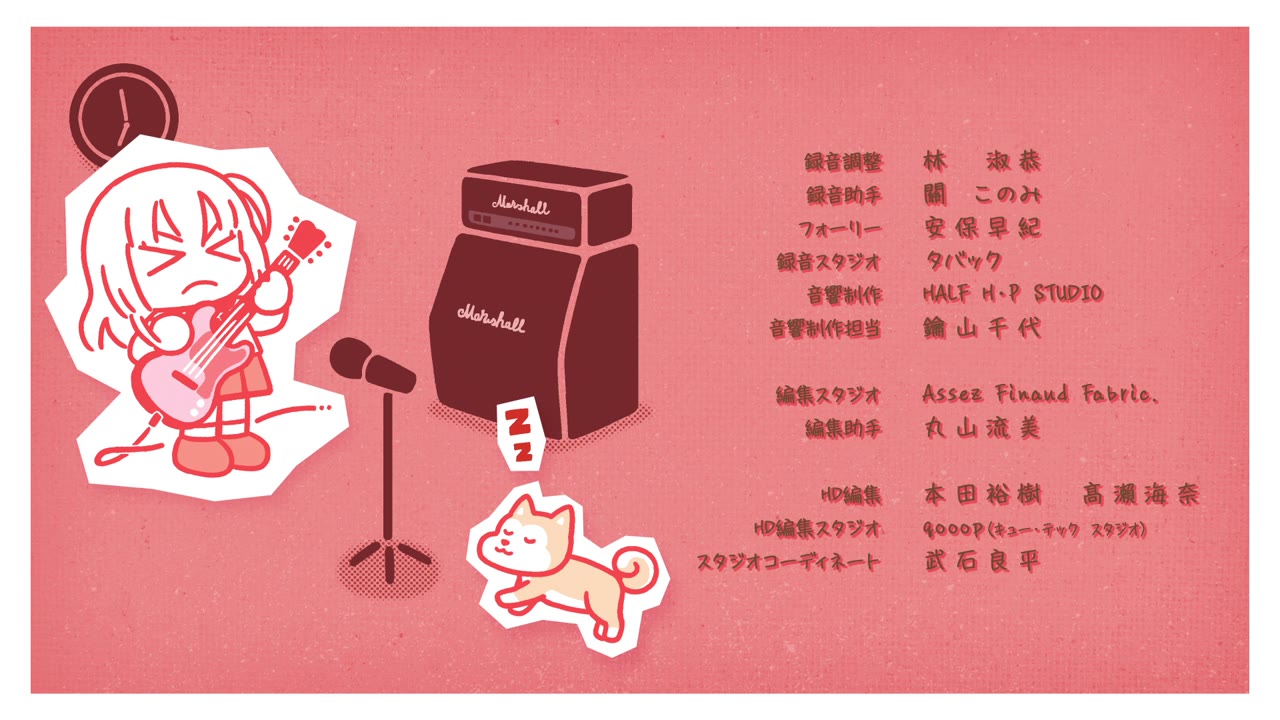 Marshall
Marshall
Z
Z
録音調整 林 淑恭
録音助手 關 このみ
フォーリー 安保早紀
録音スタジオ タバック
音響制作 HALF H・P STUDIO
音響制作担当 鑰山千代
編集スタジオ Assez Finaud Fabric.
編集助手 丸山流美
HD編集 本田裕樹 髙瀬海奈
HD編集スタジオ qooop(キュー・テック スタジオ)
スタジオコーディネート 武石良平